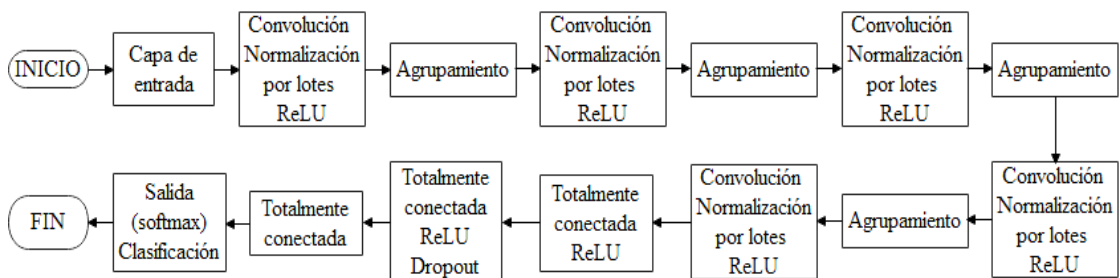 INICIO
Capa de
entrada
Convolución
Normalización
por lotes
ReLU
Agrupamiento
Convolución
Normalización
por lotes
ReLU
Agrupamiento
Convolución
Normalización
por lotes
ReLU
Agrupamiento
Convolución
Normalización
por lotes
ReLU
Agrupamiento
Convolución
Normalización
por lotes
ReLU
Totalmente
conectada
ReLU
Totalmente
conectada
ReLU
Dropout
Totalmente
conectada
Salida
(softmax)
Clasificación
FIN